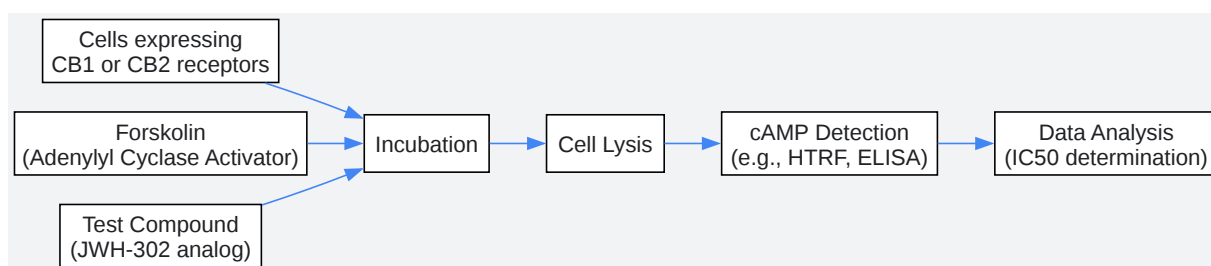 Cells expressing
CB1 or CB2 receptors
Forskolin
(Adenylyl Cyclase Activator)
Test Compound
(JWH-302 analog)
Incubation
Cell Lysis
cAMP Detection
(e.g., HTRF, ELISA)
Data Analysis
(IC50 determination)